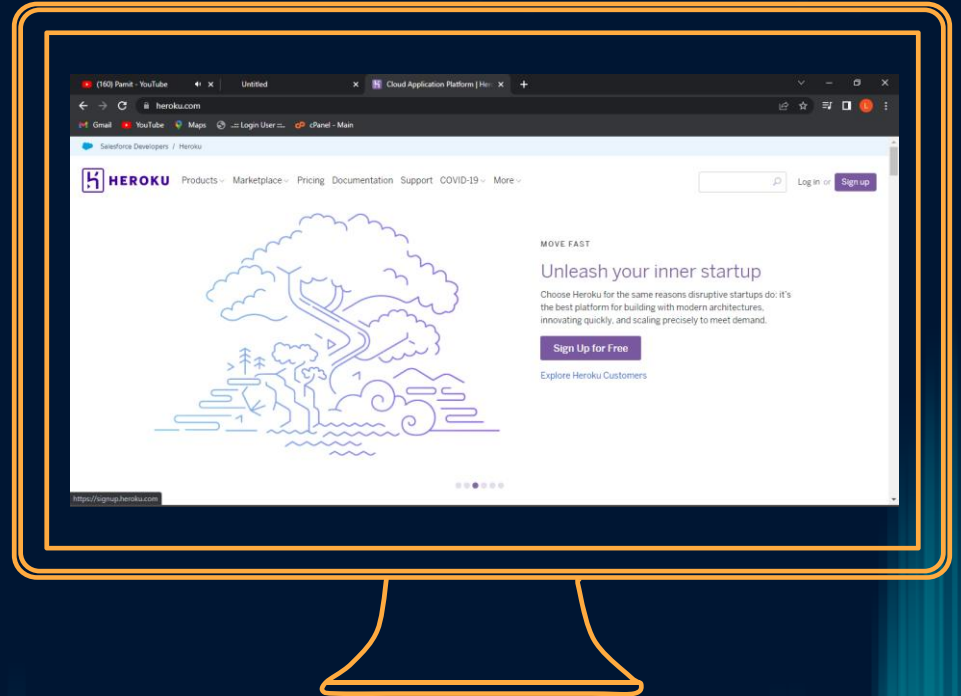 (160) Pamit - YouTube
Untitled
Cloud Application Platform | Her
heroku.com
L
Gmail
YouTube
Maps
..:: Login User ::..
cPanel - Main
Salesforce Developers / Heroku
HEROKU
Products
Marketplace
Pricing
Documentation
Support
COVID-19
More
Log in or
Sign up
MOVE FAST
Unleash your inner startup
Choose Heroku for the same reasons disruptive startups do: it's
the best platform for building with modern architectures,
innovating quickly, and scaling precisely to meet demand.
Sign Up for Free
Explore Heroku Customers
https://signup.heroku.com